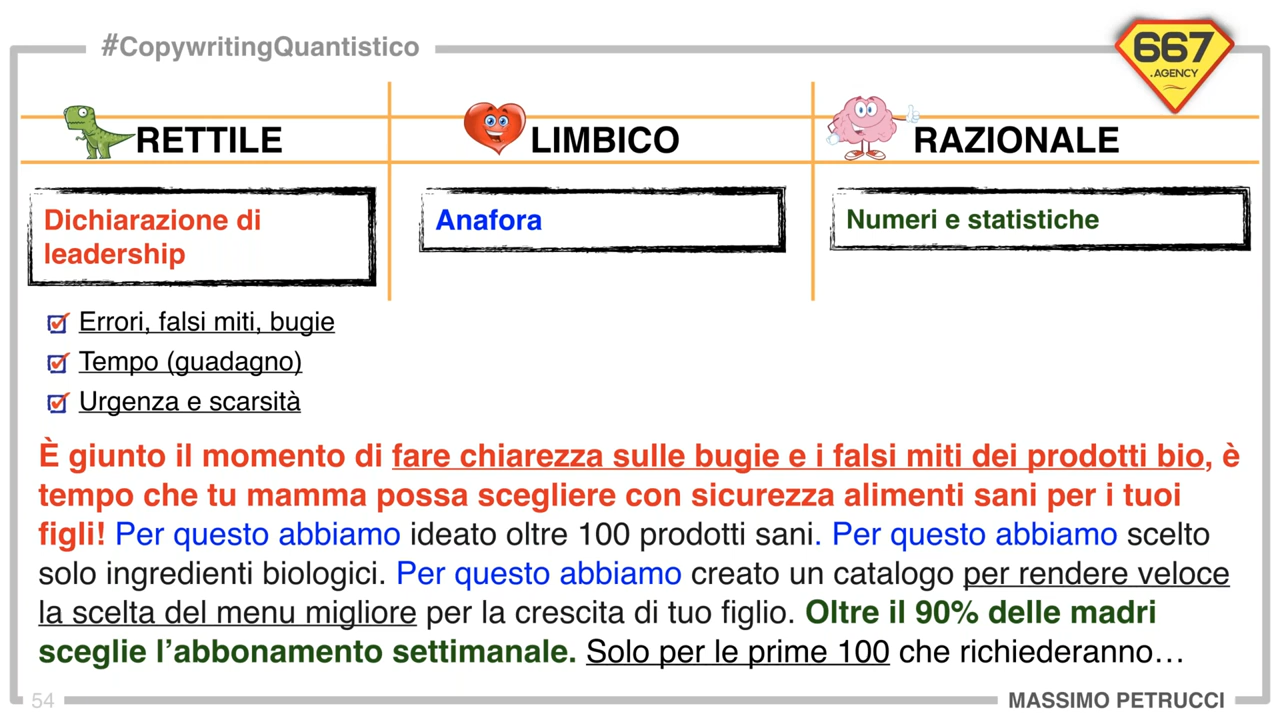 #CopywritingQuantistico
667
.AGENCY
RETTILE
LIMBICO
RAZIONALE
Dichiarazione di
leadership
Anafora
Numeri e statistiche
Errori, falsi miti, bugie
Tempo (guadagno)
Urgenza e scarsità
È giunto il momento di fare chiarezza sulle bugie e i falsi miti dei prodotti bio, è
tempo che tu mamma possa scegliere con sicurezza alimenti sani per i tuoi
figli! Per questo abbiamo ideato oltre 100 prodotti sani. Per questo abbiamo scelto
solo ingredienti biologici. Per questo abbiamo creato un catalogo per rendere veloce
la scelta del menu migliore per la crescita di tuo figlio. Oltre il 90% delle madri
sceglie l’abbonamento settimanale. Solo per le prime 100 che richiederanno…
54
MASSIMO PETRUCCI